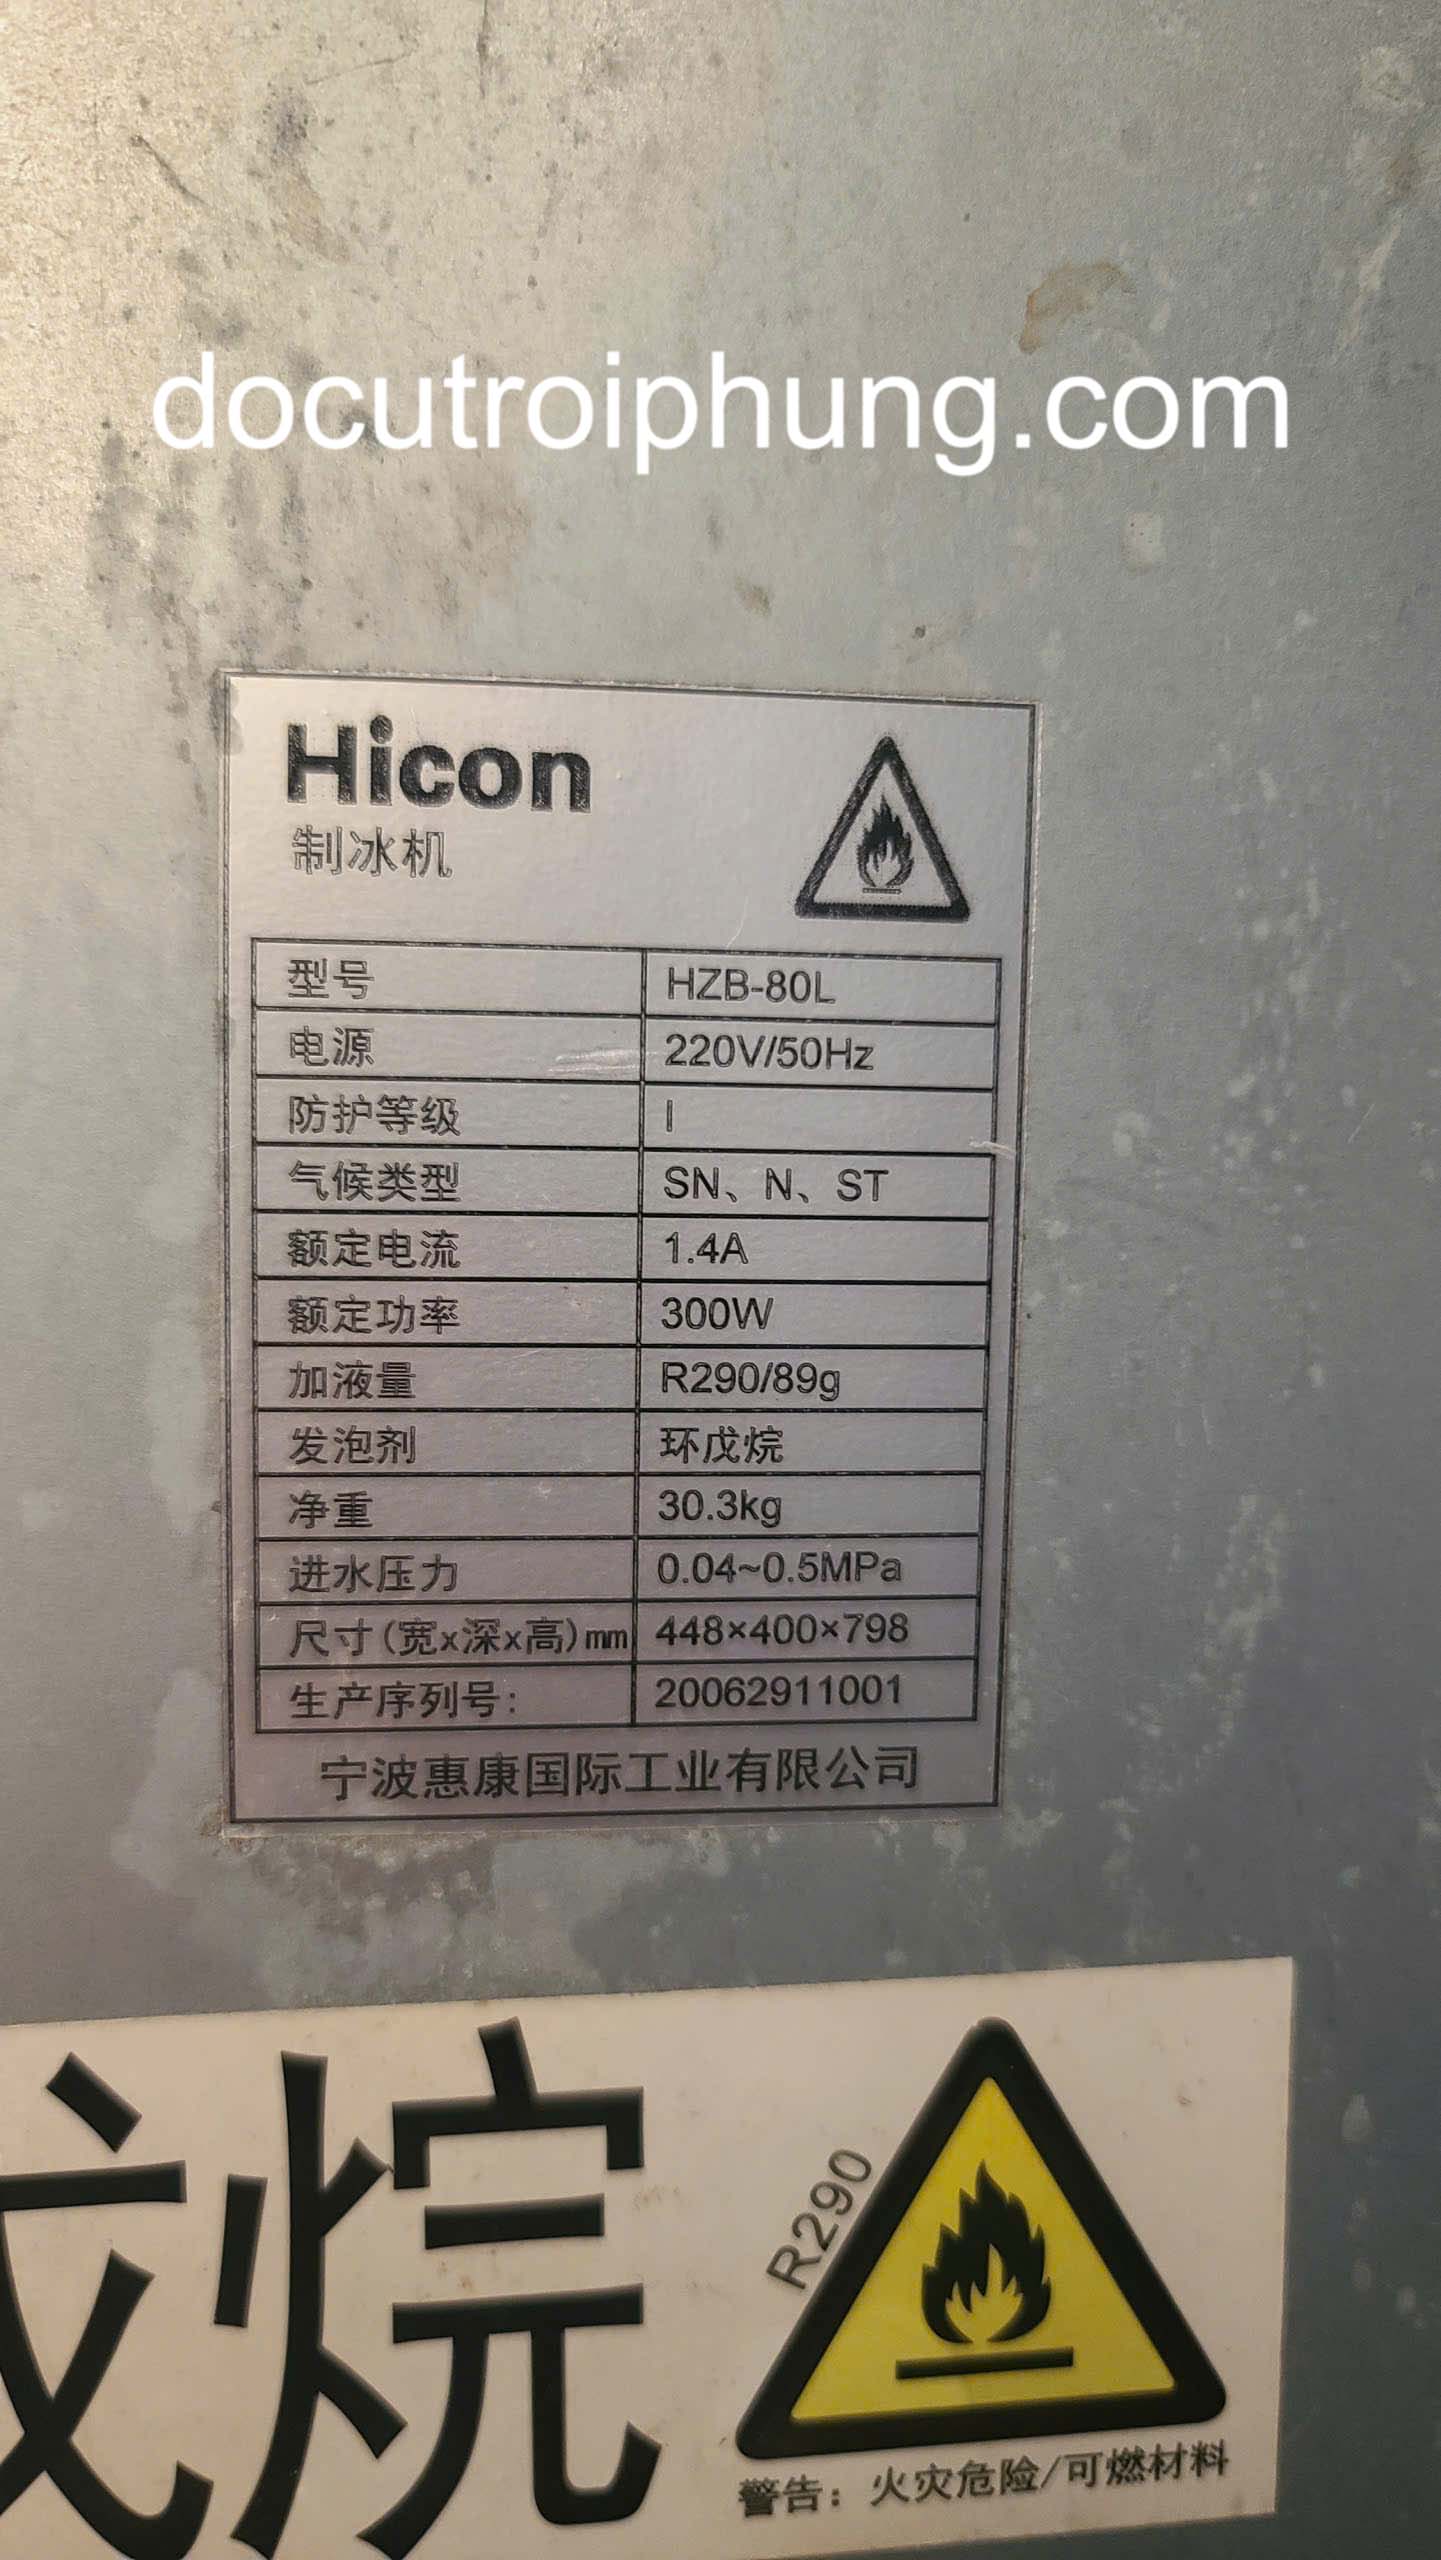 docutroiphung.com
Hicon
制冰机
型号 HZB-80L
电源 220V/50Hz
防护等级 I
气候类型 SN、N、ST
额定电流 1.4A
额定功率 300W
加液量 R290/89g
发泡剂 环戊烷
净重 30.3kg
进水压力 0.04~0.5MPa
尺寸(宽x深x高)mm 448×400×798
生产序列号: 20062911001
宁波惠康国际工业有限公司
烷
R290
警告：火灾危险/可燃材料